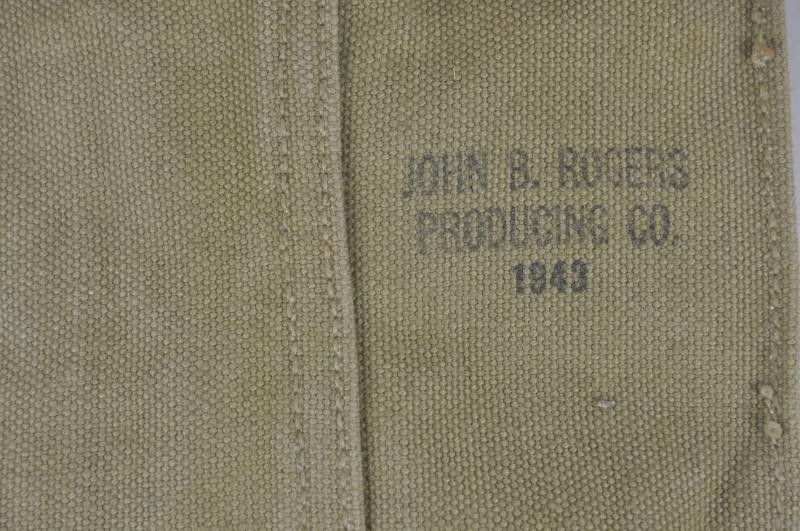 JOHN B. ROGERS
PRODUCING CO.
1943